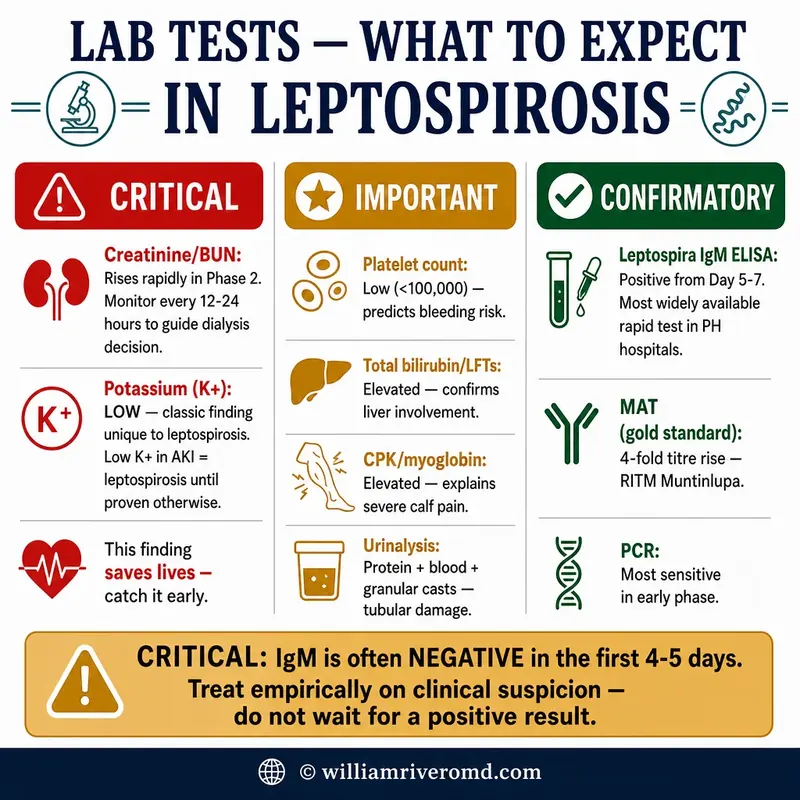 LAB TESTS — WHAT TO EXPECT
IN LEPTOSPIROSIS
CRITICAL
Creatinine/BUN:
Rises rapidly in Phase 2.
Monitor every 12-24
hours to guide dialysis
decision.
K+
Potassium (K+):
LOW — classic finding
unique to leptospirosis.
Low K+ in AKI =
leptospirosis until
proven otherwise.
This finding
saves lives —
catch it early.
IMPORTANT
Platelet count:
Low (<100,000) —
predicts bleeding risk.
Total bilirubin/LFTs:
Elevated — confirms
liver involvement.
CPK/myoglobin:
Elevated — explains
severe calf pain.
Urinalysis:
Protein + blood +
granular casts —
tubular damage.
CONFIRMATORY
Leptospira IgM ELISA:
Positive from Day 5-7.
Most widely available
rapid test in PH
hospitals.
MAT
(gold standard):
4-fold titre rise —
RITM Muntinlupa.
PCR:
Most sensitive
in early phase.
CRITICAL: IgM is often NEGATIVE in the first 4-5 days.
Treat empirically on clinical suspicion —
do not wait for a positive result.
© williamriveromd.com